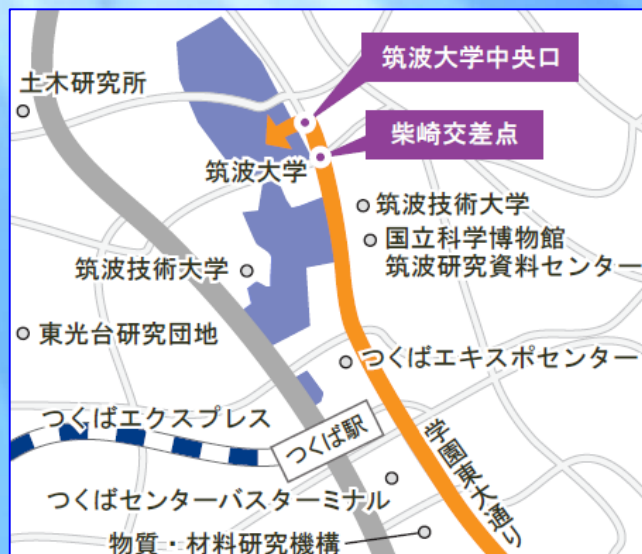 筑波大学中央口
土木研究所
柴崎交差点
筑波大学
筑波技術大学
国立科学博物館
筑波研究資料センター
筑波技術大学
東光台研究団地
つくばエキスポセンター
つくばエクスプレス
つくば駅
学園東大通り
つくばセンターバスターミナル
物質・材料研究機構